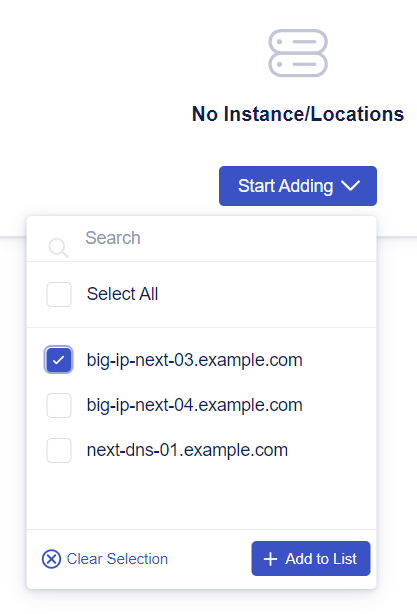 No Instance/Locations
Start Adding
Search
Select All
big-ip-next-03.example.com
big-ip-next-04.example.com
next-dns-01.example.com
Clear Selection
Add to List